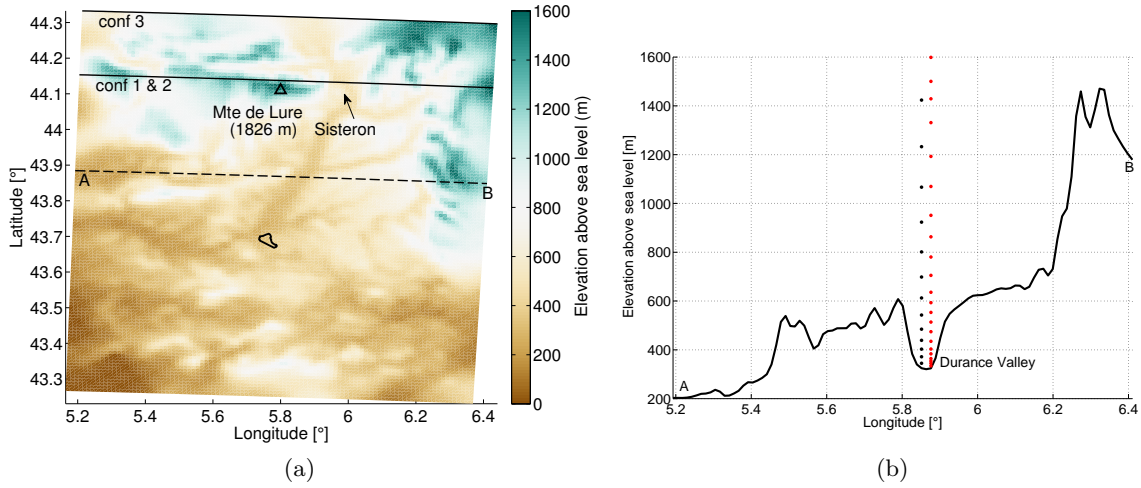 44.3
44.2
44.1
44
43.9
43.8
43.7
43.6
43.5
43.4
43.3
Latitude [°]
conf 3
conf 1 & 2
Mte de Lure
(1826 m)
Sisteron
A
B
5.2
5.4
5.6
5.8
6
6.2
6.4
Longitude [°]
1600
1400
1200
1000
800
600
400
200
0
Elevation above sea level (m)
(a)
1600
1400
1200
1000
800
600
400
200
Elevation above sea level [m]
A
B
Durance Valley
5.2
5.4
5.6
5.8
6
6.2
6.4
Longitude [°]
(b)